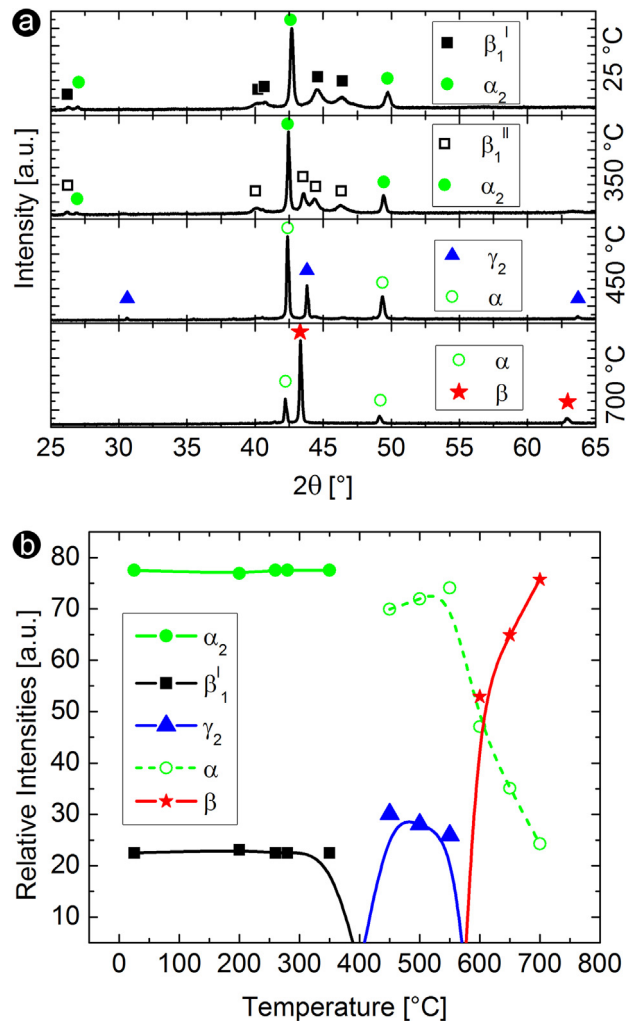 a
Intensity [a.u.]
β₁ᴵ
α₂
25 °C
β₁ᴵᴵ
α₂
350 °C
γ₂
α
450 °C
α
β
700 °C
25 30 35 40 45 50 55 60 65
2θ [°]
b
Relative Intensities [a.u.]
80
70
60
50
40
30
20
10
α₂
β₁ᴵ
γ₂
α
β
0 100 200 300 400 500 600 700 800
Temperature [°C]